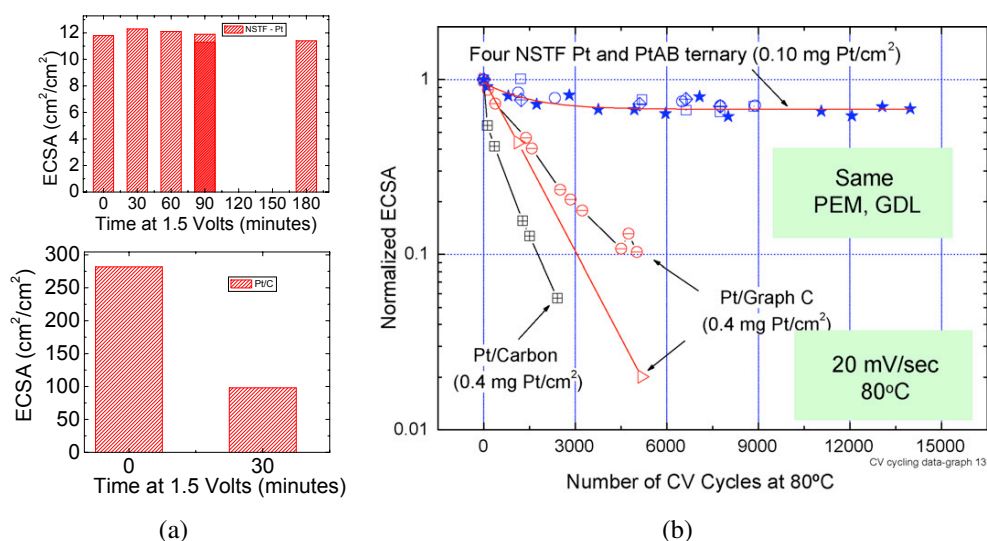 14
12
10
8
6
4
2
0
ECSA (cm²/cm²)
NSTF - Pt
0 30 60 90 120 150 180
Time at 1.5 Volts (minutes)
300
250
200
150
100
50
0
ECSA (cm²/cm²)
Pt/C
0 30
Time at 1.5 Volts (minutes)
(a)
Four NSTF Pt and PtAB ternary (0.10 mg Pt/cm²)
1
0.1
0.01
Normalized ECSA
Same
PEM, GDL
Pt/Graph C
(0.4 mg Pt/cm²)
Pt/Carbon
(0.4 mg Pt/cm²)
20 mV/sec
80ºC
0 3000 6000 9000 12000 15000
CV cycling data-graph 13
Number of CV Cycles at 80ºC
(b)